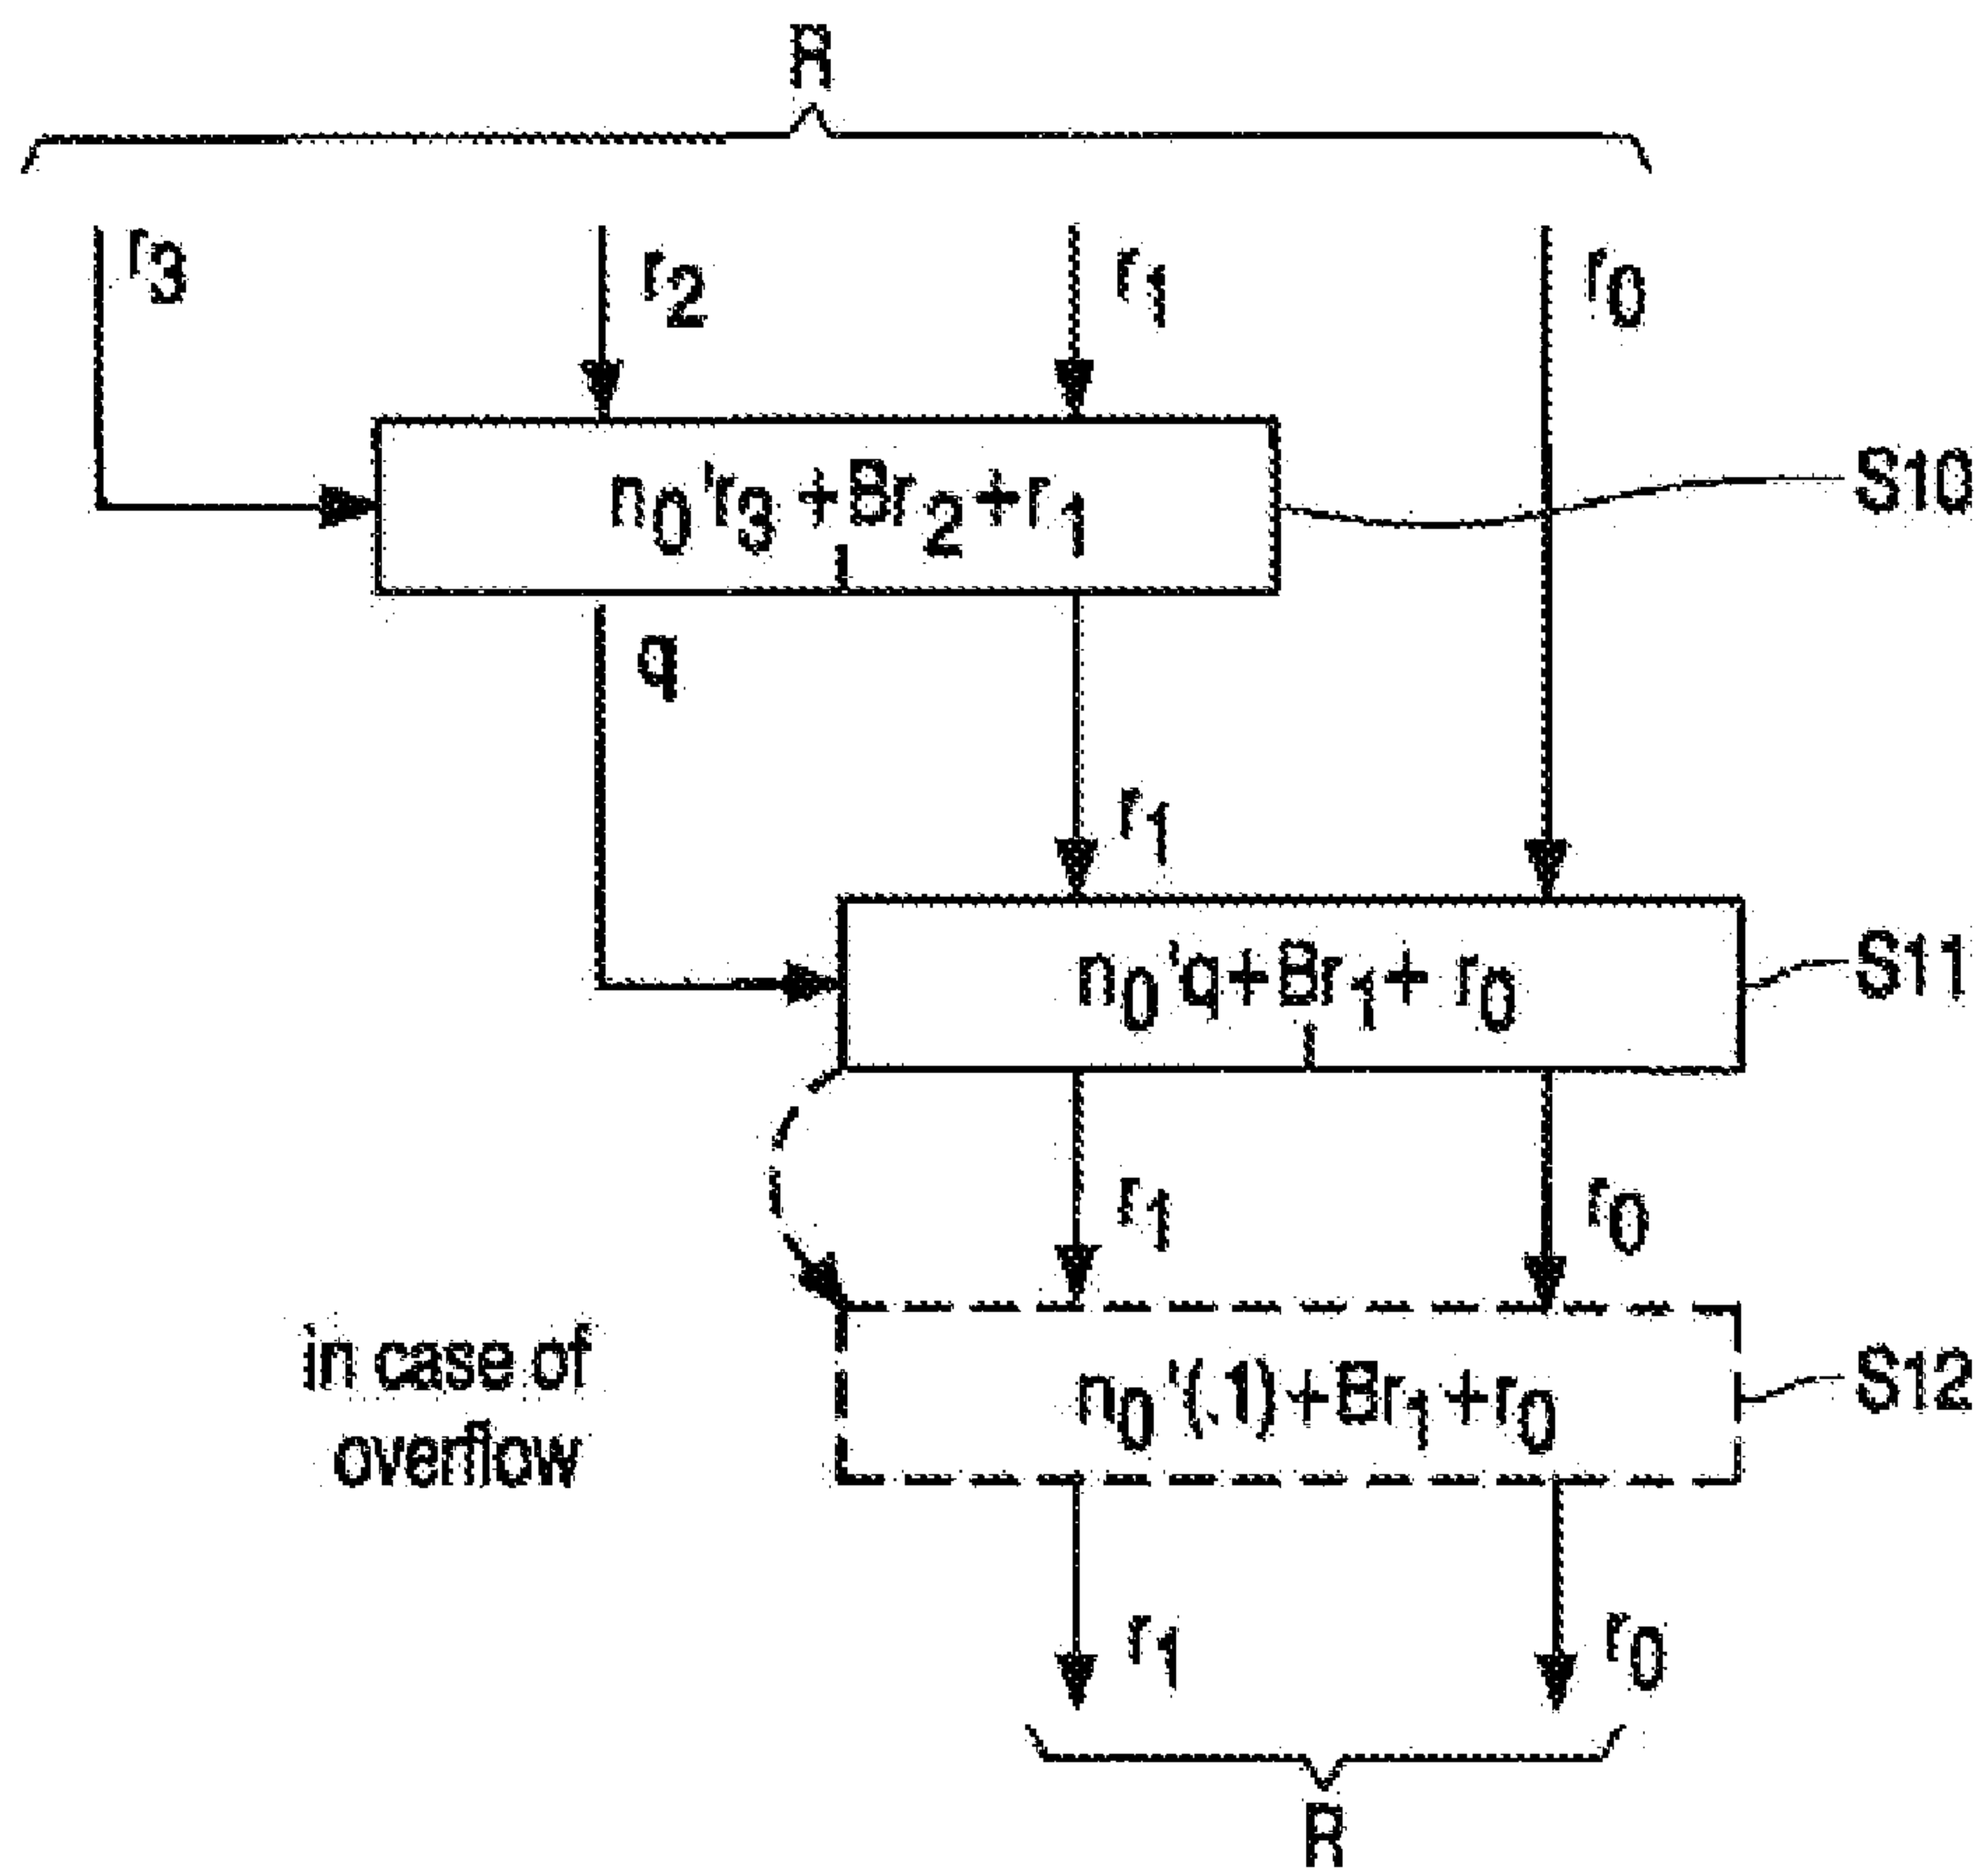 R
r3 r2 r1 r0
n0'r3 + Br2 + r1
S10
q
r1
n0'q + Br1 + r0
S11
r1 r0
in case of
overflow
n0'(.1) + Br1 + r0
S12
r1 r0
R